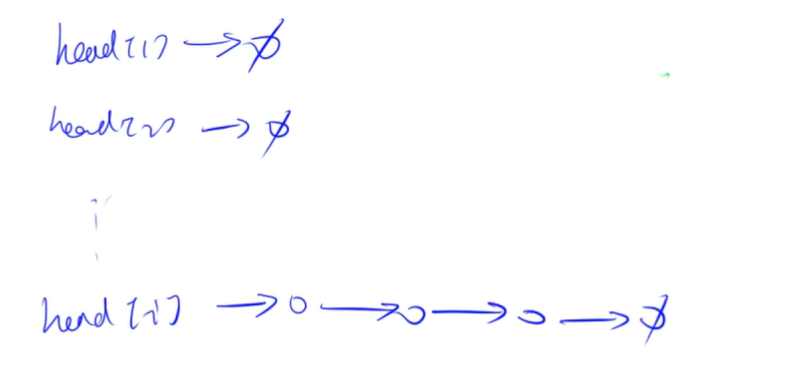 head[1] → ∅
head[2] → ∅
⋮
head[i] → o → o → o → ∅